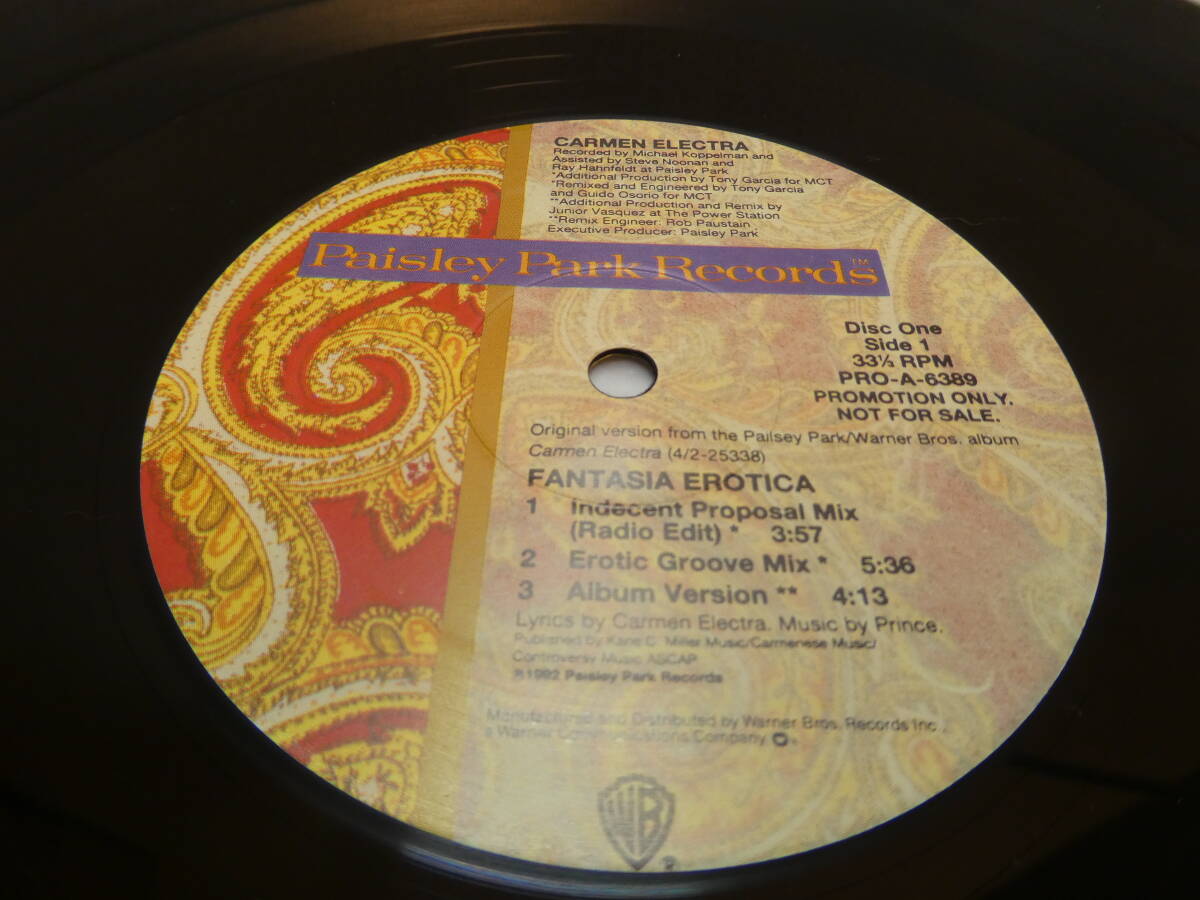 CARMEN ELECTRA
Recorded by Michael Koppelman and
Assisted by Steve Noonan and
Ray Hahnfeldt at Paisley Park
*Additional Production by Tony Garcia for MCT
*Remixed and Engineered by Tony Garcia
and Guido Osorio for MCT
**Additional Production and Remix by
Junior Vasquez at The Power Station
**Remix Engineer: Rob Paustain
Executive Producer: Paisley Park
Paisley Park Records™
Disc One
Side 1
33⅓ RPM
PRO-A-6389
PROMOTION ONLY.
NOT FOR SALE.
Original version from the Pailsey Park/Warner Bros. album
Carmen Electra (4/2-25338)
FANTASIA EROTICA
1 Indecent Proposal Mix
(Radio Edit) * 3:57
2 Erotic Groove Mix * 5:36
3 Album Version ** 4:13
Lyrics by Carmen Electra. Music by Prince.
Published by Karie C. Miller Music/Carmenese Music/
Controversy Music ASCAP
℗1992 Paisley Park Records
Manufactured and Distributed by Warner Bros. Records Inc.,
a Warner Communications Company
WB